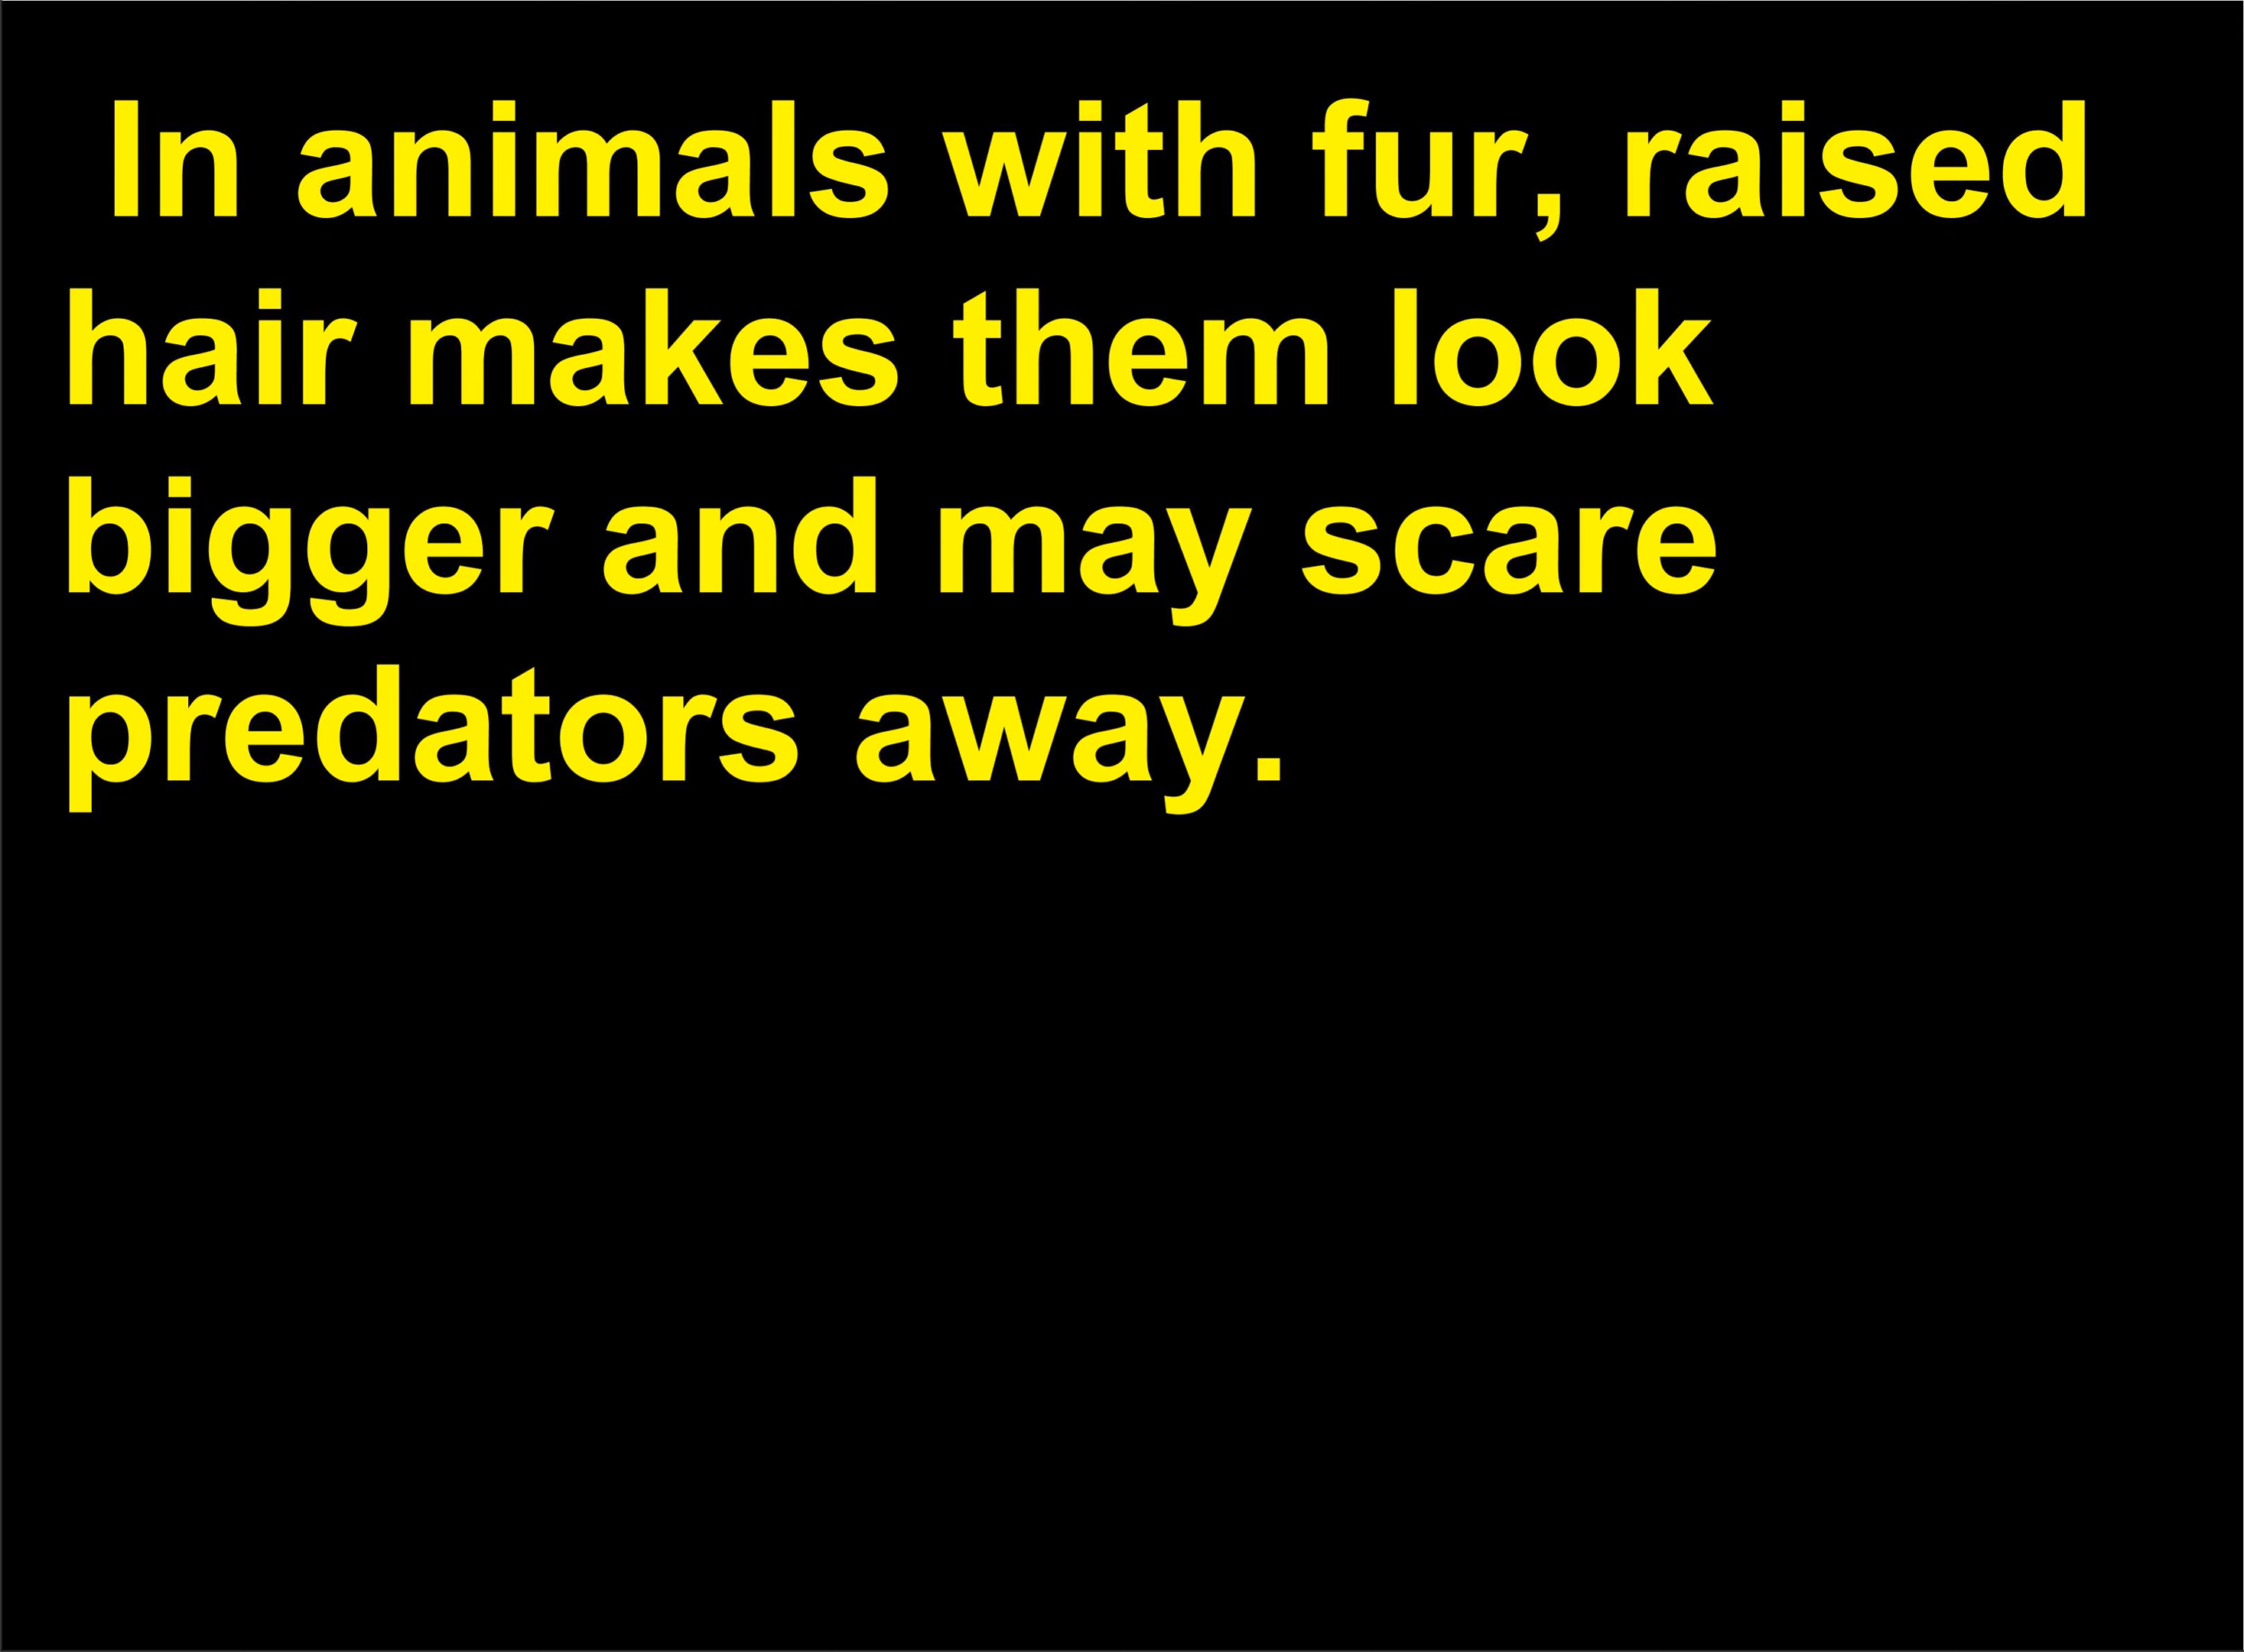 In animals with fur, raised
hair makes them look
bigger and may scare
predators away.